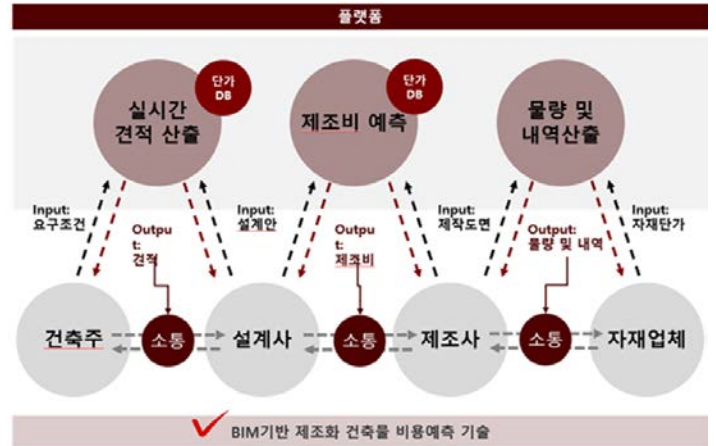 플랫폼
실시간
견적 산출
단가
DB
제조비 예측
단가
DB
물량 및
내역산출
Input:
요구조건
Outpu
t:
견적
Input:
설계안
Outpu
t:
제조비
Input:
제작도면
Output:
물량 및 내역
Input:
자재단가
건축주
소통
설계사
소통
제조사
소통
자재업체
BIM기반 제조화 건축물 비용예측 기술